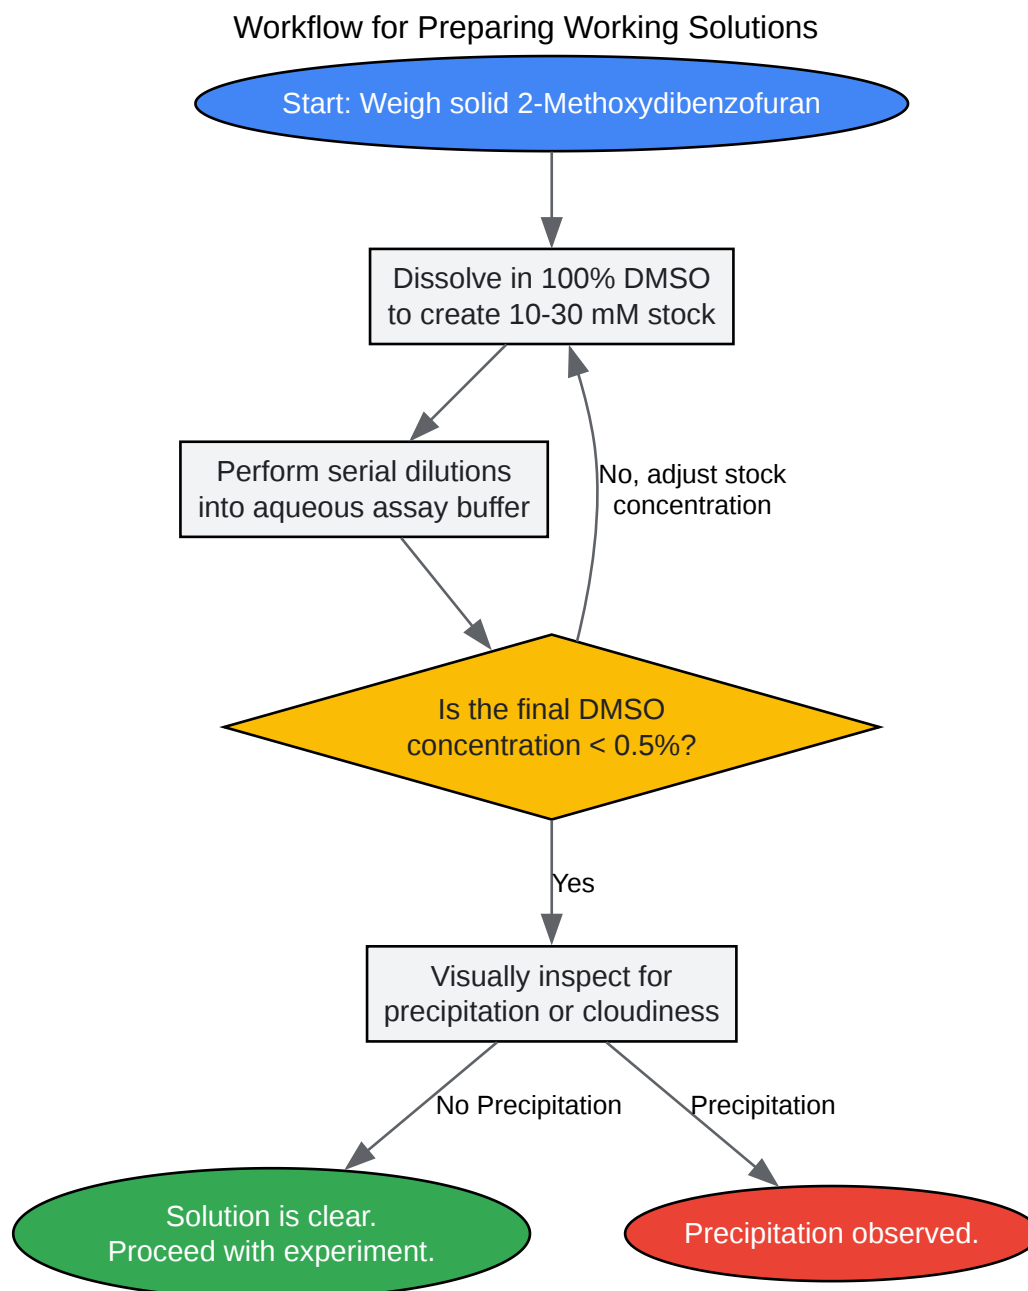 Workflow for Preparing Working Solutions
Start: Weigh solid 2-Methoxydibenzofuran
Dissolve in 100% DMSO
to create 10-30 mM stock
Perform serial dilutions
into aqueous assay buffer
No, adjust stock
concentration
Is the final DMSO
concentration < 0.5%?
Yes
Visually inspect for
precipitation or cloudiness
No Precipitation
Precipitation
Solution is clear.
Proceed with experiment.
Precipitation observed.